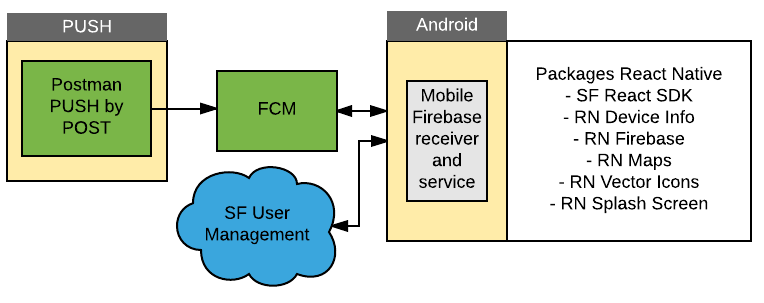 PUSH
Postman
PUSH by
POST
FCM
SF User
Management
Android
Mobile
Firebase
receiver
and
service
Packages React Native
- SF React SDK
- RN Device Info
- RN Firebase
- RN Maps
- RN Vector Icons
- RN Splash Screen